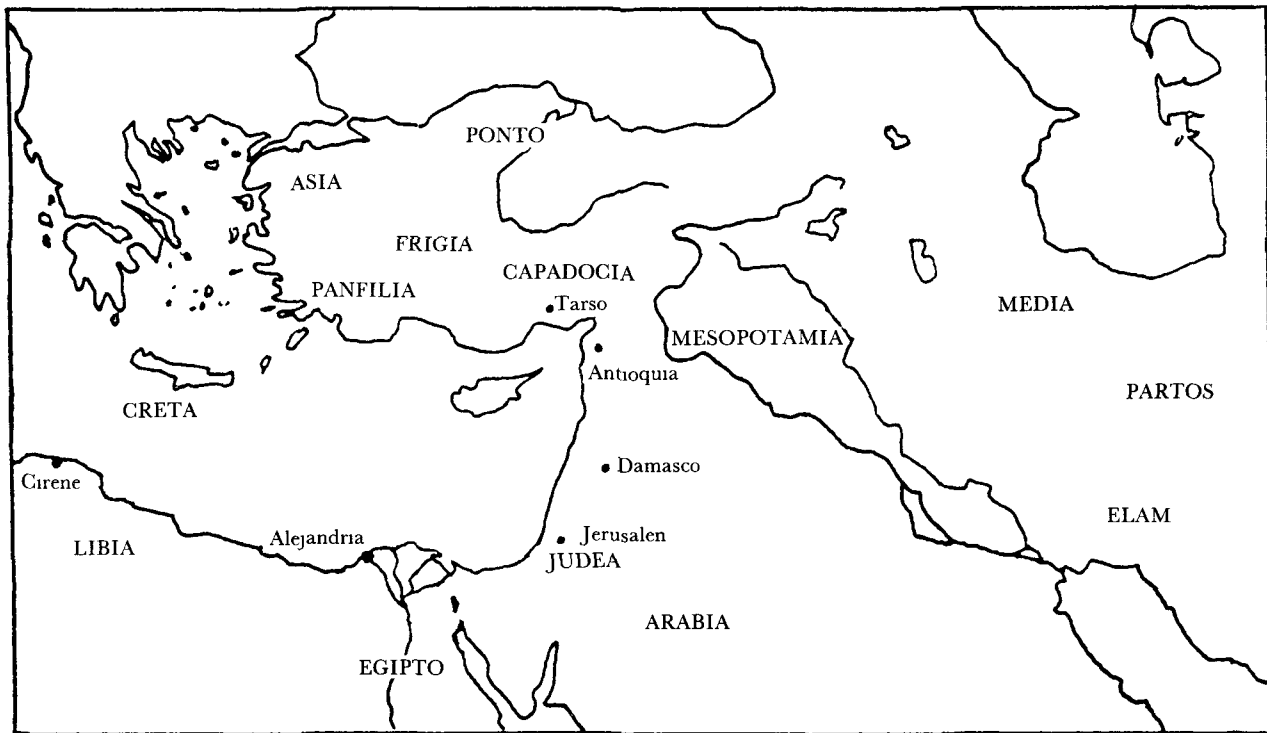 PONTO
ASIA
FRIGIA
CAPADOCIA
PANFILIA
Tarso
MEDIA
MESOPOTAMIA
Antioquia
PARTOS
CRETA
Damasco
Cirene
ELAM
Alejandria
Jerusalen
LIBIA
JUDEA
ARABIA
EGIPTO